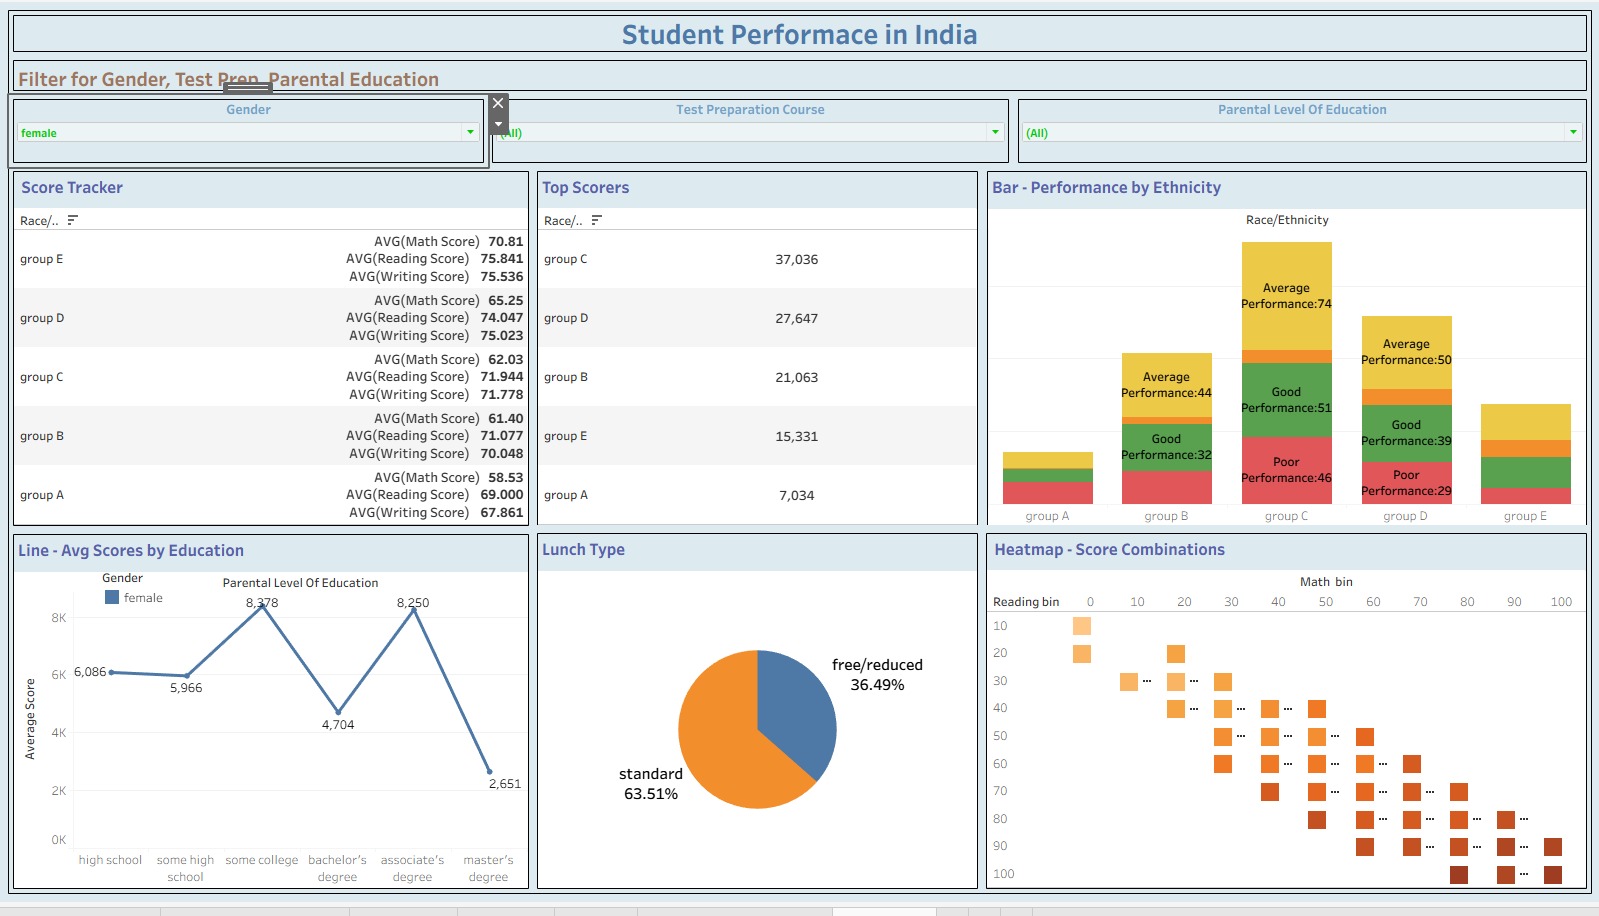 Student Performace in India
Filter for Gender, Test Prep, Parental Education
Gender
female
Test Preparation Course
(All)
Parental Level Of Education
(All)
Score Tracker
Race/..
group E
AVG(Math Score) 70.81
AVG(Reading Score) 75.841
AVG(Writing Score) 75.536
group D
AVG(Math Score) 65.25
AVG(Reading Score) 74.047
AVG(Writing Score) 75.023
group C
AVG(Math Score) 62.03
AVG(Reading Score) 71.944
AVG(Writing Score) 71.778
group B
AVG(Math Score) 61.40
AVG(Reading Score) 71.077
AVG(Writing Score) 70.048
group A
AVG(Math Score) 58.53
AVG(Reading Score) 69.000
AVG(Writing Score) 67.861
Top Scorers
Race/..
group C 37,036
group D 27,647
group B 21,063
group E 15,331
group A 7,034
Bar - Performance by Ethnicity
Race/Ethnicity
Average
Performance:44
Good
Performance:32
Average
Performance:74
Good
Performance:51
Poor
Performance:46
Average
Performance:50
Good
Performance:39
Poor
Performance:29
group A group B group C group D group E
Line - Avg Scores by Education
Gender
female
Parental Level Of Education
Average Score
8K
6K
4K
2K
0K
6,086
5,966
8,378
4,704
8,250
2,651
high school
some high
school
some college
bachelor's
degree
associate's
degree
master's
degree
Lunch Type
free/reduced
36.49%
standard
63.51%
Heatmap - Score Combinations
Math bin
Reading bin 0 10 20 30 40 50 60 70 80 90 100
10
20
30
40
50
60
70
80
90
100